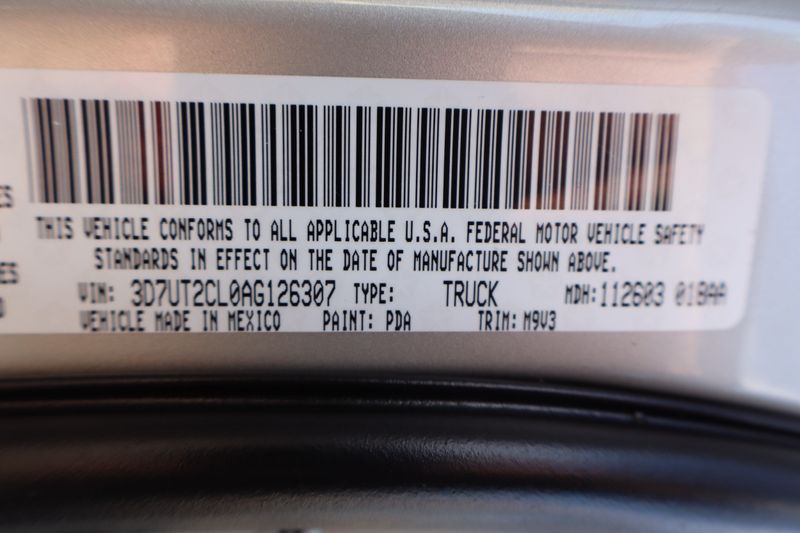 THIS VEHICLE CONFORMS TO ALL APPLICABLE U.S.A. FEDERAL MOTOR VEHICLE SAFETY
STANDARDS IN EFFECT ON THE DATE OF MANUFACTURE SHOWN ABOVE.
VIN: 3D7UT2CL0AG126307 TYPE: TRUCK MDH: 112603 018AA
VEHICLE MADE IN MEXICO PAINT: PDA TRIM: M9V3